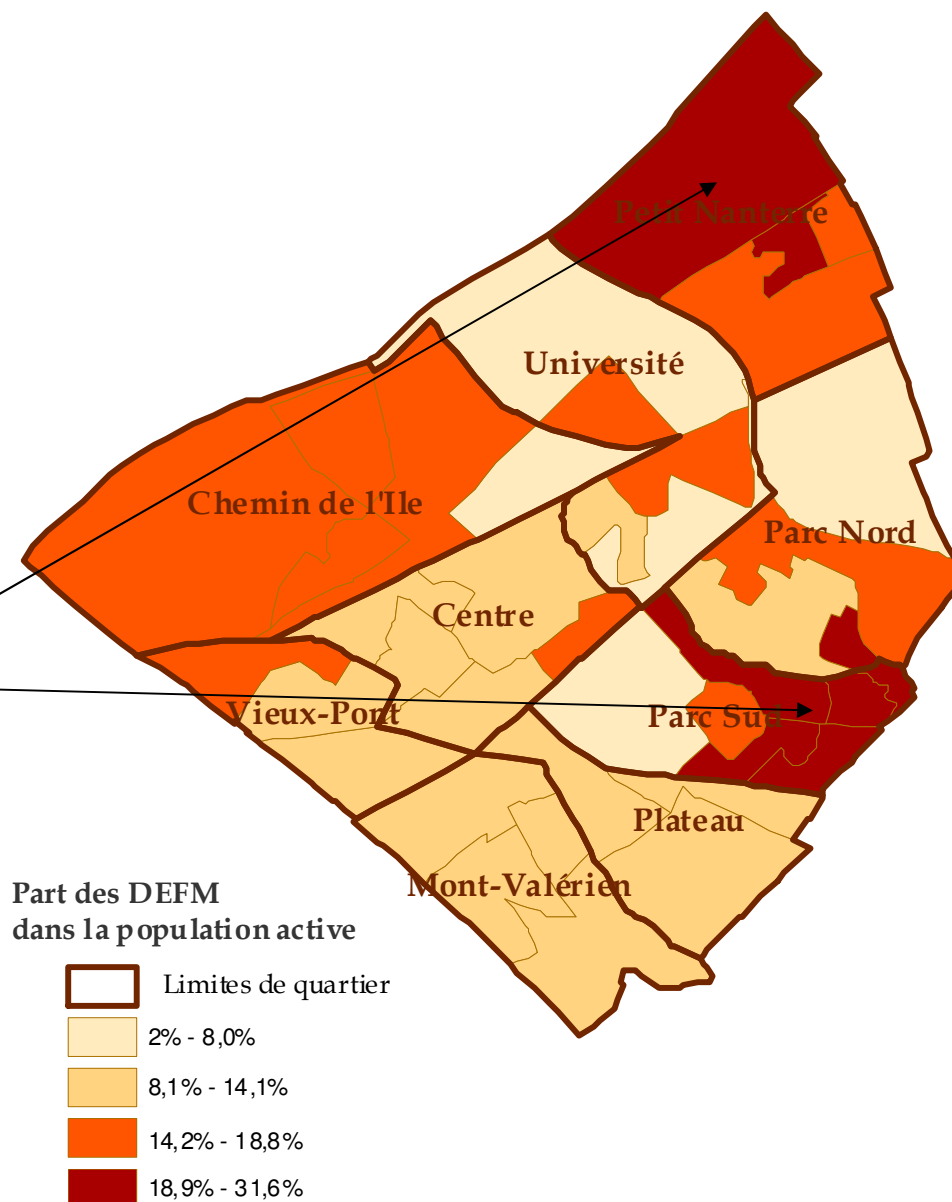 Petit Nanterre
Université
Chemin de l'Ile
Parc Nord
Centre
Vieux-Pont
Parc Sud
Plateau
Mont-Valérien
Part des DEFM
dans la population active
Limites de quartier
2% - 8,0%
8,1% - 14,1%
14,2% - 18,8%
18,9% - 31,6%